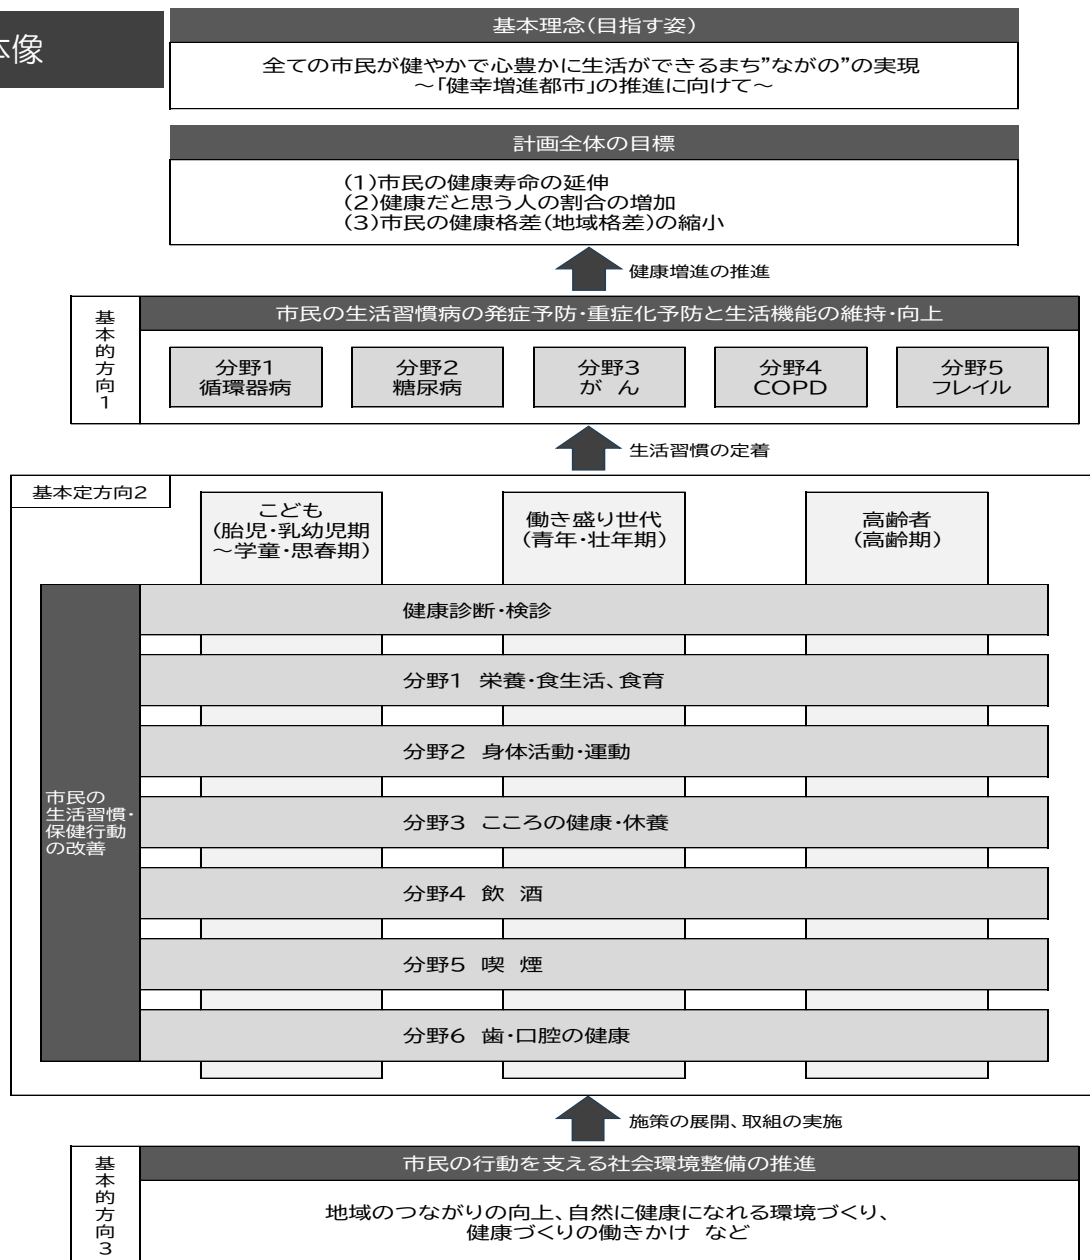 体像
基本理念(目指す姿)
全ての市民が健やかで心豊かに生活ができるまち”ながの”の実現
～「健幸増進都市」の推進に向けて～
計画全体の目標
(1)市民の健康寿命の延伸
(2)健康だと思う人の割合の増加
(3)市民の健康格差(地域格差)の縮小
健康増進の推進
基本的方向1
市民の生活習慣病の発症予防・重症化予防と生活機能の維持・向上
分野1
循環器病
分野2
糖尿病
分野3
がん
分野4
COPD
分野5
フレイル
生活習慣の定着
基本定方向2
こども
(胎児・乳幼児期
～学童・思春期)
働き盛り世代
(青年・壮年期)
高齢者
(高齢期)
市民の
生活習慣・
保健行動
の改善
健康診断・検診
分野1 栄養・食生活、食育
分野2 身体活動・運動
分野3 こころの健康・休養
分野4 飲 酒
分野5 喫 煙
分野6 歯・口腔の健康
施策の展開、取組の実施
基本的方向3
市民の行動を支える社会環境整備の推進
地域のつながりの向上、自然に健康になれる環境づくり、
健康づくりの働きかけ など